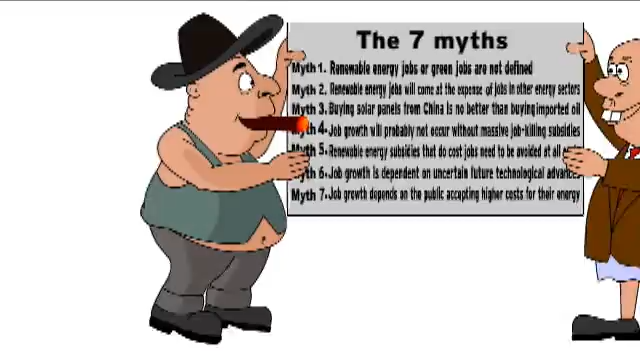 The 7 myths
Myth 1. Renewable energy jobs or green jobs are not defined
Myth 2. Renewable energy jobs will come at the expense of jobs in other energy sectors
Myth 3. Buying solar panels from China is no better than buying imported oil
4. Job growth will probably not occur without massive job-killing subsidies
Myth 5. Renewable energy subsidies that do cost jobs need to be avoided at all
Myth 6. Job growth is dependent on uncertain future technological
Myth 7. Job growth depends on the public accepting higher costs for their energy